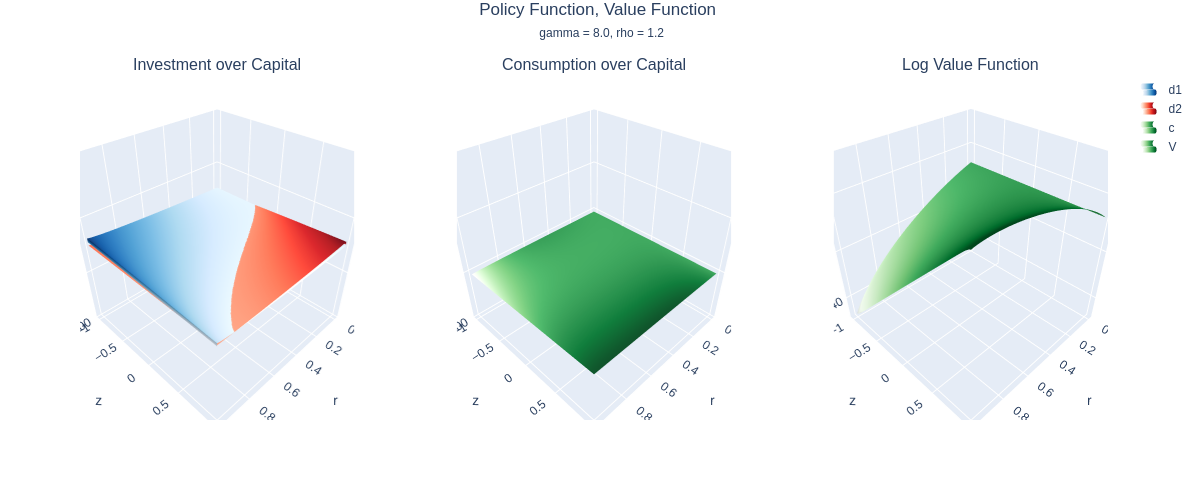 Policy Function, Value Function
gamma = 8.0, rho = 1.2
Investment over Capital
Consumption over Capital
Log Value Function
d1
d2
c
V
−0.5
0
0.5
z
0
0.2
0.4
0.6
0.8
r
−0.5
0
0.5
z
0
0.2
0.4
0.6
0.8
r
−1
−0.5
0
0.5
z
0
0.2
0.4
0.6
0.8
r